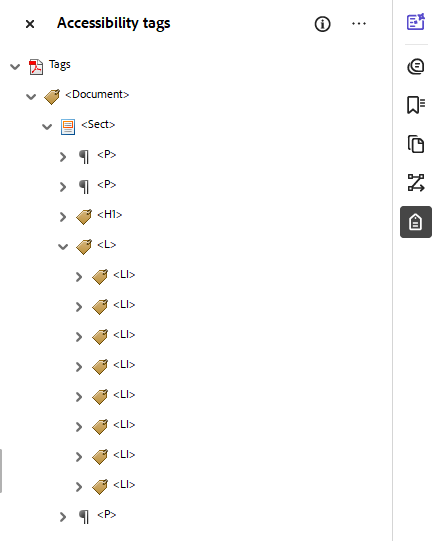 Accessibility tags
Tags
<Document>
<Sect>
<P>
<P>
<H1>
<L>
<LI>
<LI>
<LI>
<LI>
<LI>
<LI>
<LI>
<LI>
<P>